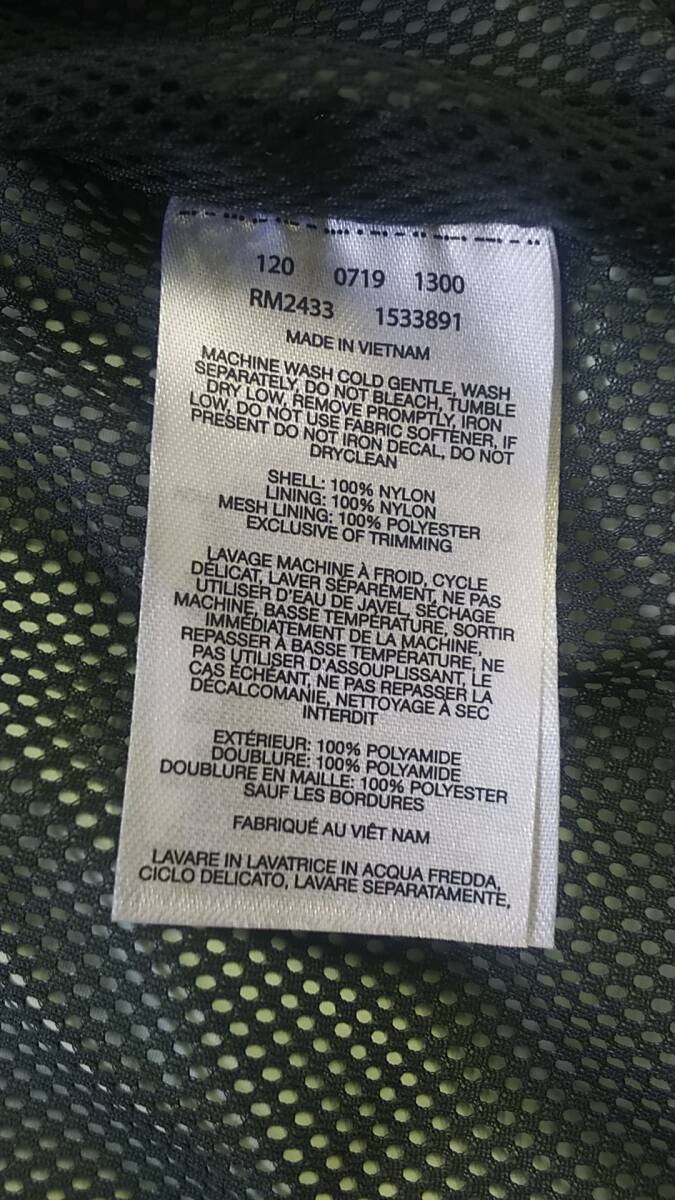 120 0719 1300
RM2433 1533891
MADE IN VIETNAM
MACHINE WASH COLD GENTLE, WASH
SEPARATELY, DO NOT BLEACH, TUMBLE
DRY LOW, REMOVE PROMPTLY, IRON
LOW, DO NOT USE FABRIC SOFTENER, IF
PRESENT DO NOT IRON DECAL, DO NOT
DRYCLEAN
SHELL: 100% NYLON
LINING: 100% NYLON
MESH LINING: 100% POLYESTER
EXCLUSIVE OF TRIMMING
LAVAGE MACHINE À FROID, CYCLE
DÉLICAT, LAVER SÉPARÉMENT, NE PAS
UTILISER D'EAU DE JAVEL, SÉCHAGE
MACHINE, BASSE TEMPÉRATURE, SORTIR
IMMÉDIATEMENT DE LA MACHINE,
REPASSER À BASSE TEMPÉRATURE, NE
PAS UTILISER D'ASSOUPLISSANT, LE
CAS ÉCHÉANT, NE PAS REPASSER LA
DÉCALCOMANIE, NETTOYAGE À SEC
INTERDIT
EXTÉRIEUR: 100% POLYAMIDE
DOUBLURE: 100% POLYAMIDE
DOUBLURE EN MAILLE: 100% POLYESTER
SAUF LES BORDURES
FABRIQUÉ AU VIÊT NAM
LAVARE IN LAVATRICE IN ACQUA FREDDA,
CICLO DELICATO, LAVARE SEPARATAMENTE,